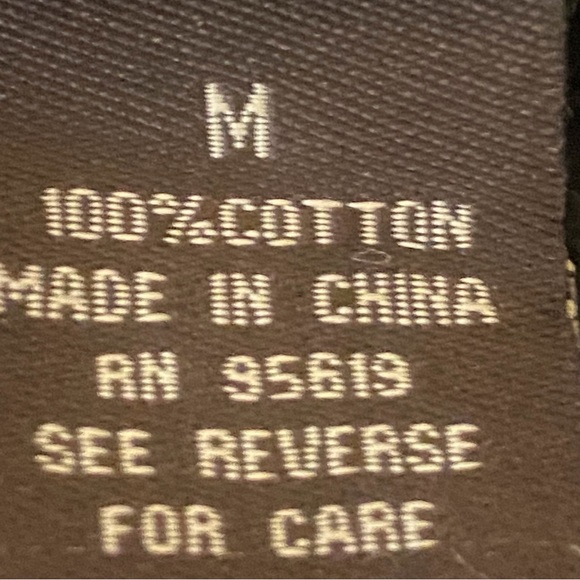 M
100%COTTON
MADE IN CHINA
RN 95619
SEE REVERSE
FOR CARE